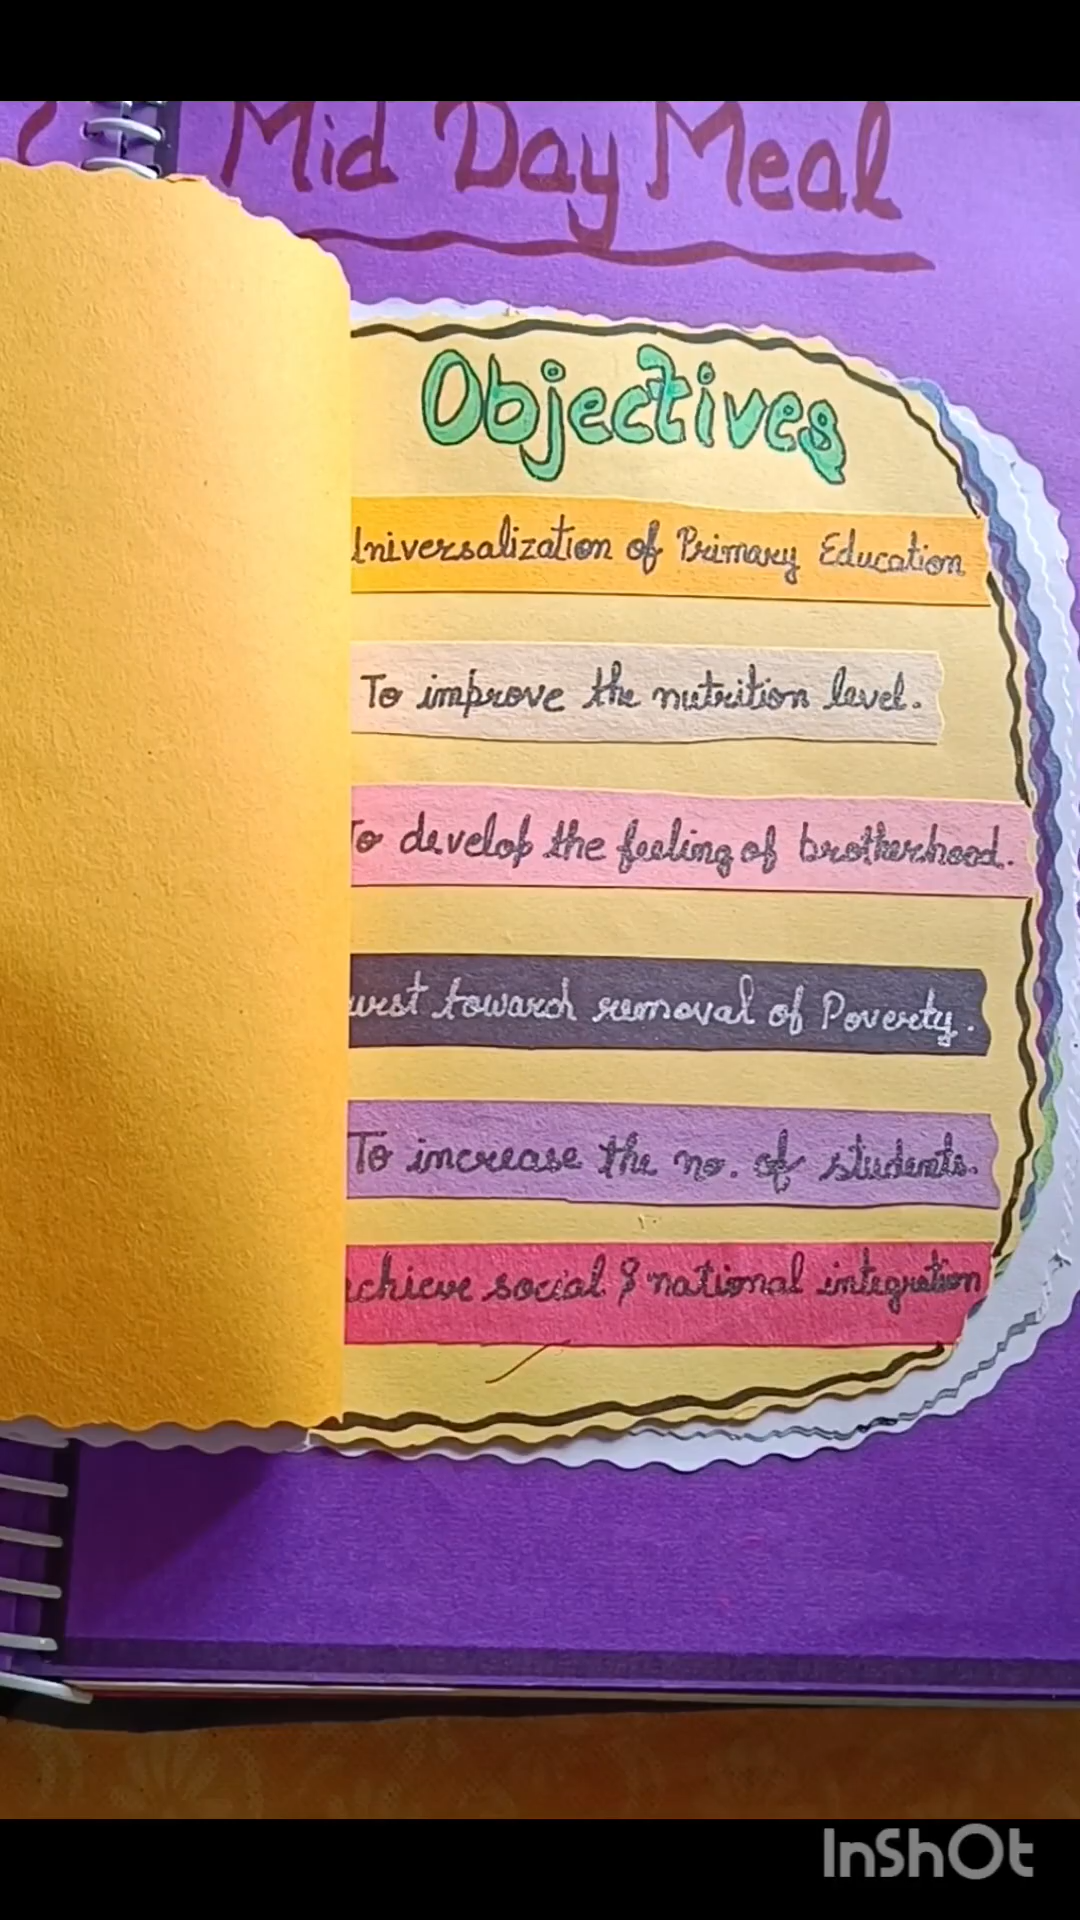 Mid Day Meal
Objectives
Universalization of Primary Education
To improve the nutrition level.
To develop the feeling of brotherhood.
toward removal of Poverty.
To increase the no. of students.
achieve social & national integration
InShOt